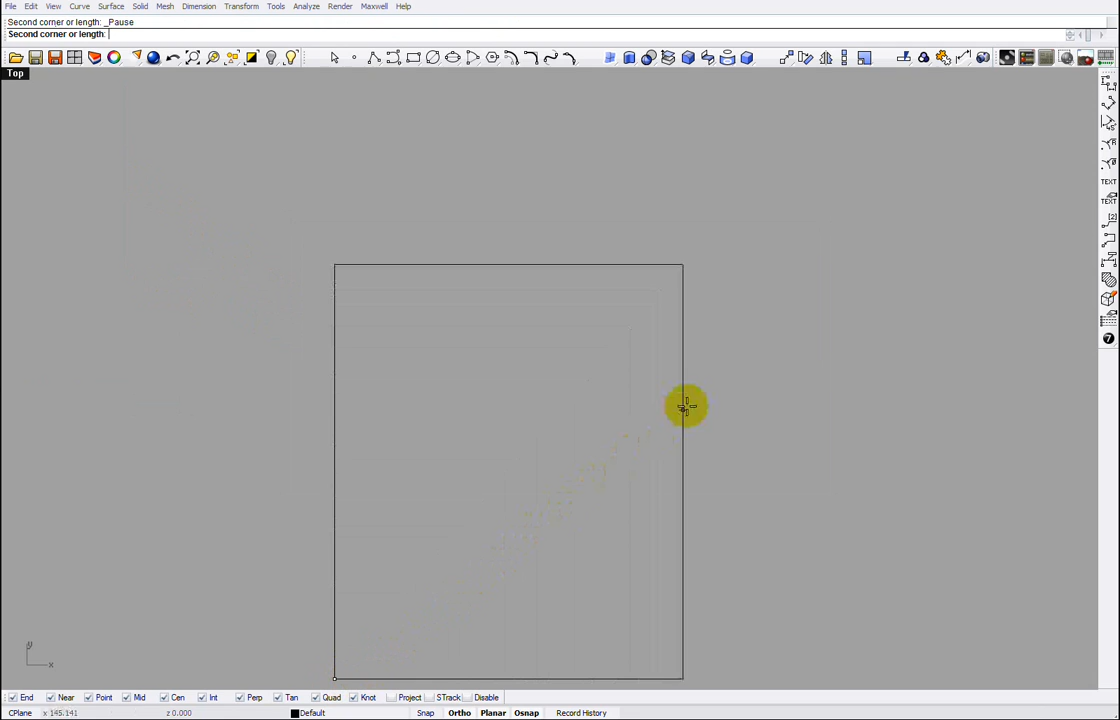 File Edit View Curve Surface Solid Mesh Dimension Transform Tools Analyze Render Maxwell Help
Second corner or length: _Pause
Second corner or length:
Top
TEXT
TEXT
y
x
End Near Point Mid Cen Int Perp Tan Quad Knot Project STrack Disable
CPlane x 145.141 z 0.000 Default Snap Ortho Planar Osnap Record History